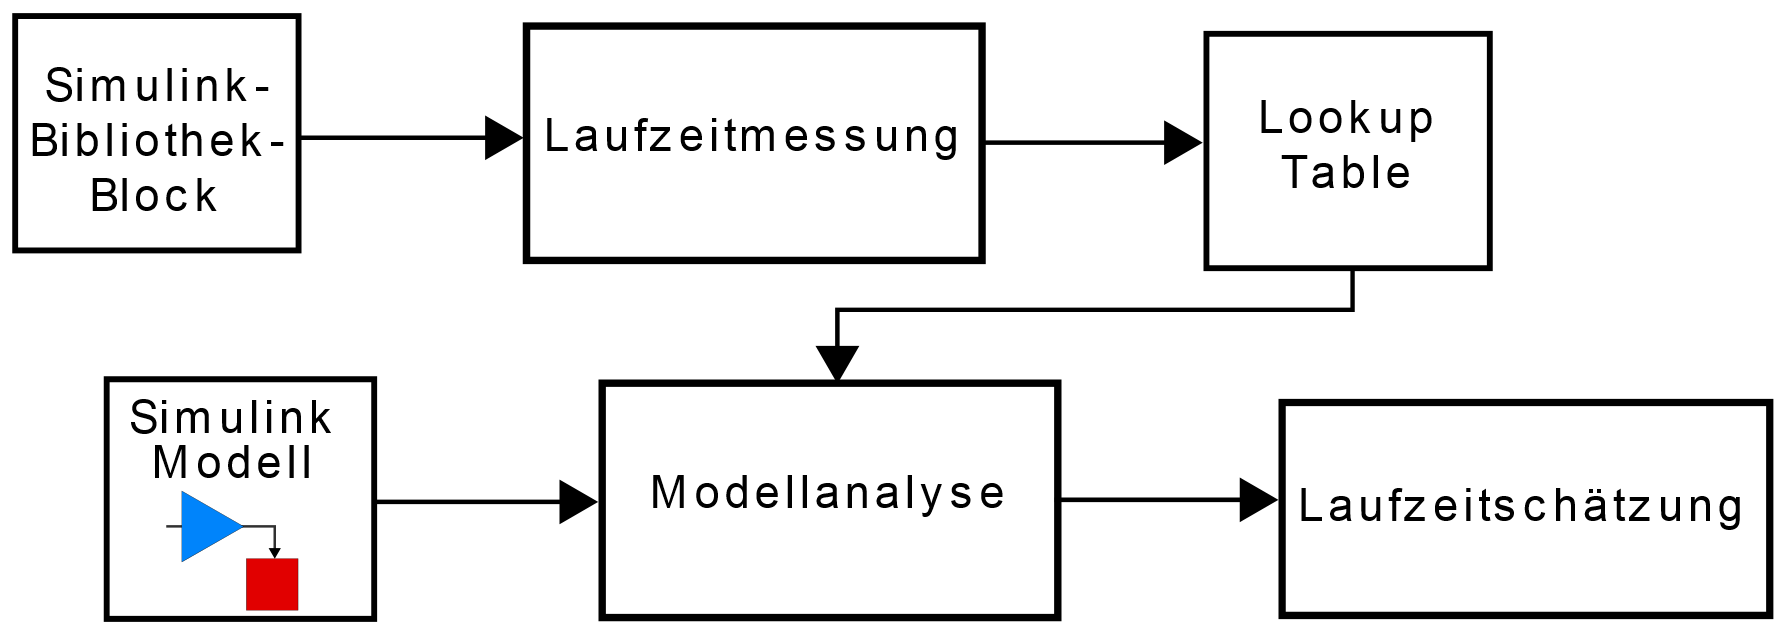 Simulink-
Bibliothek-
Block
Laufzeitmessung
Lookup
Table
Simulink
Modell
Modellanalyse
Laufzeitschätzung